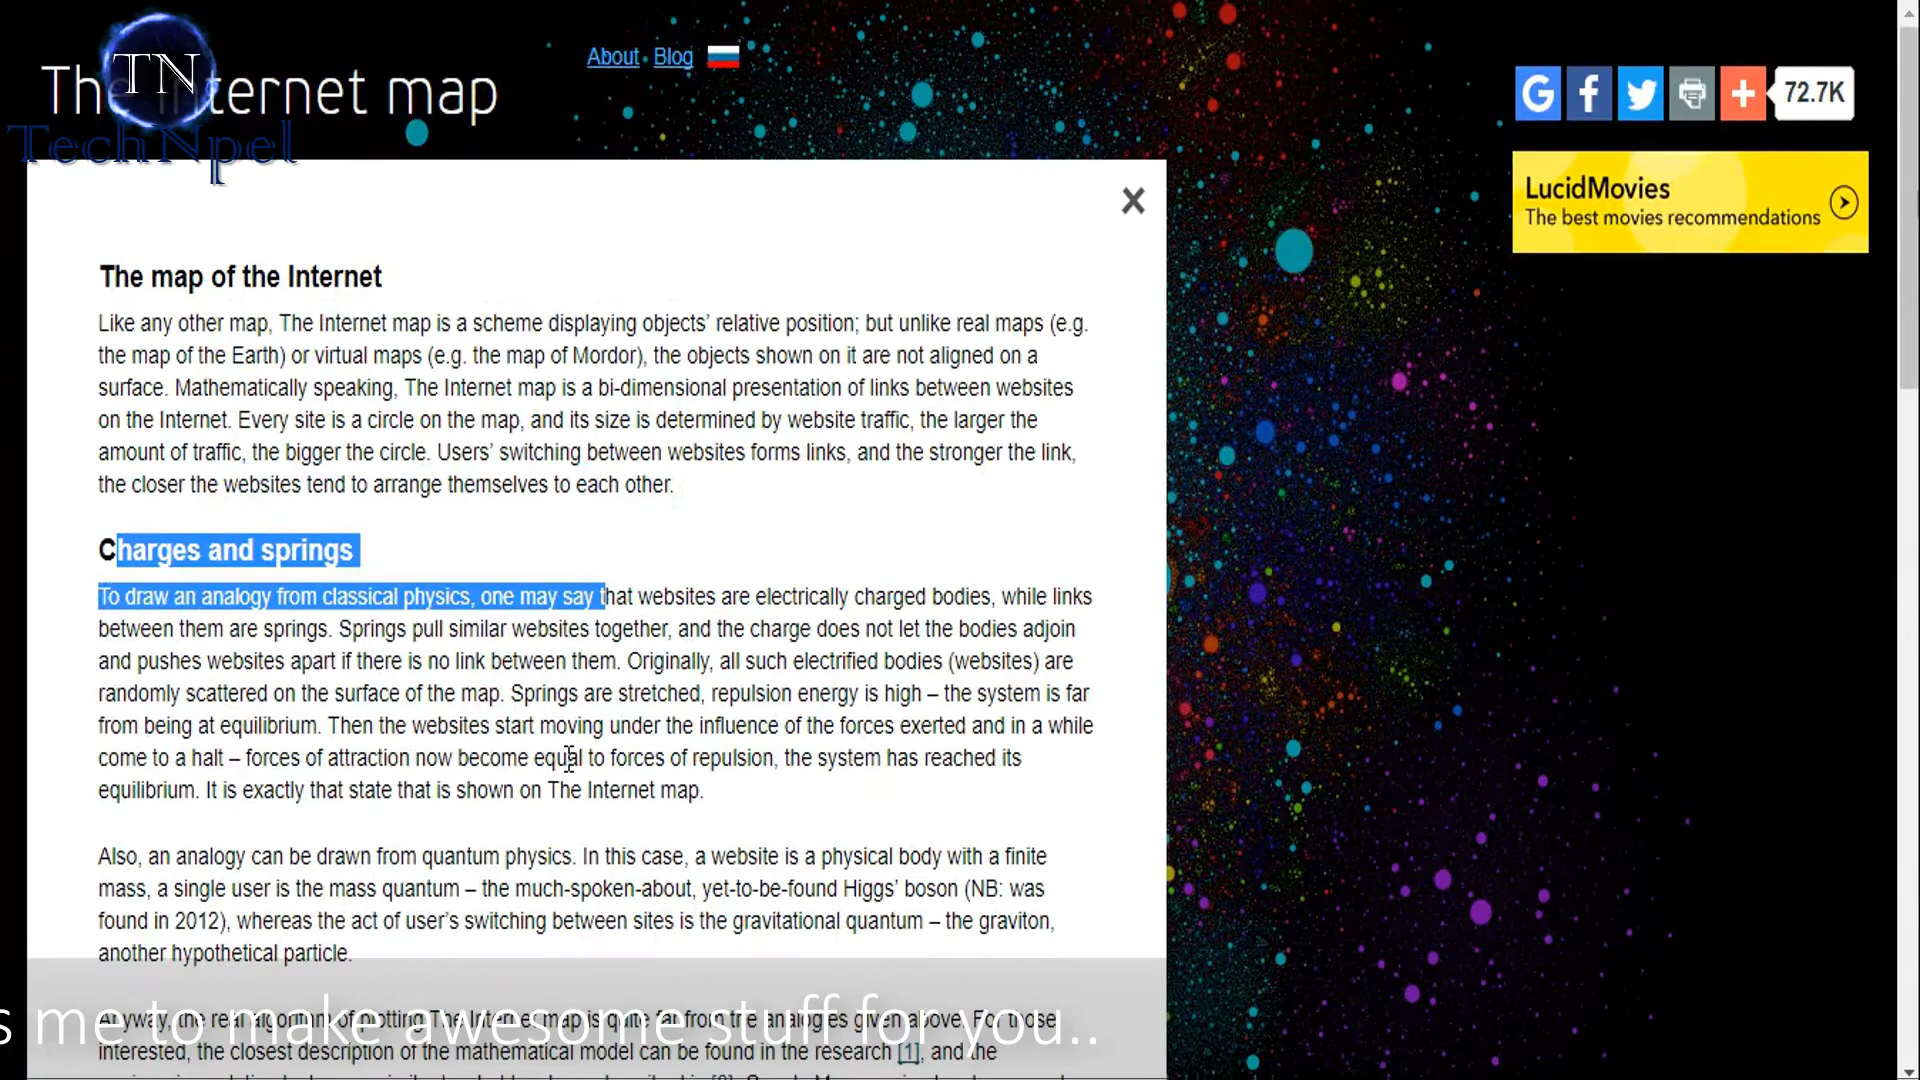 The Internet map
TN
TechNpel
About · Blog
72.7K
LucidMovies
The best movies recommendations
The map of the Internet
Like any other map, The Internet map is a scheme displaying objects’ relative position; but unlike real maps (e.g.
the map of the Earth) or virtual maps (e.g. the map of Mordor), the objects shown on it are not aligned on a
surface. Mathematically speaking, The Internet map is a bi-dimensional presentation of links between websites
on the Internet. Every site is a circle on the map, and its size is determined by website traffic, the larger the
amount of traffic, the bigger the circle. Users’ switching between websites forms links, and the stronger the link,
the closer the websites tend to arrange themselves to each other.
Charges and springs
To draw an analogy from classical physics, one may say that websites are electrically charged bodies, while links
between them are springs. Springs pull similar websites together, and the charge does not let the bodies adjoin
and pushes websites apart if there is no link between them. Originally, all such electrified bodies (websites) are
randomly scattered on the surface of the map. Springs are stretched, repulsion energy is high – the system is far
from being at equilibrium. Then the websites start moving under the influence of the forces exerted and in a while
come to a halt – forces of attraction now become equal to forces of repulsion, the system has reached its
equilibrium. It is exactly that state that is shown on The Internet map.
Also, an analogy can be drawn from quantum physics. In this case, a website is a physical body with a finite
mass, a single user is the mass quantum – the much-spoken-about, yet-to-be-found Higgs’ boson (NB: was
found in 2012), whereas the act of user’s switching between sites is the gravitational quantum – the graviton,
another hypothetical particle.
Anyway, the real algorithm of plotting The Internet map is quite far from the analogies given above. For those
s me to make awesome stuff for you..
interested, the closest description of the mathematical model can be found in the research [1], and the